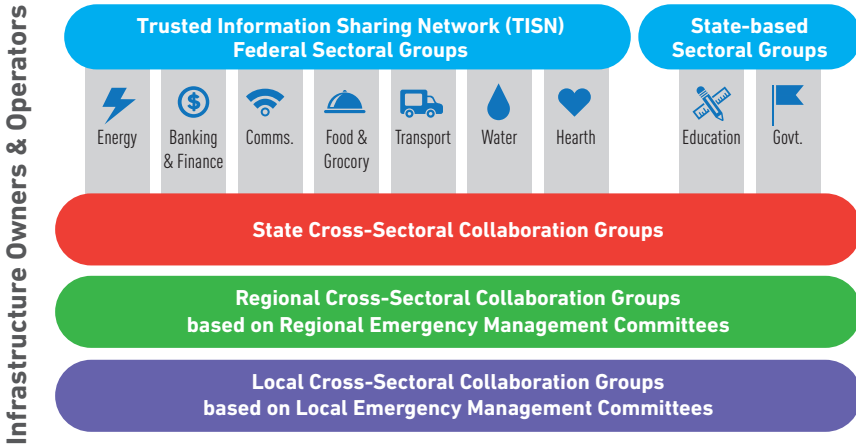 Infrastructure Owners & Operators
Trusted Information Sharing Network (TISN)
Federal Sectoral Groups
State-based
Sectoral Groups
Energy
Banking
& Finance
Comms.
Food &
Grocory
Transport
Water
Hearth
Education
Govt.
State Cross-Sectoral Collaboration Groups
Regional Cross-Sectoral Collaboration Groups
based on Regional Emergency Management Committees
Local Cross-Sectoral Collaboration Groups
based on Local Emergency Management Committees